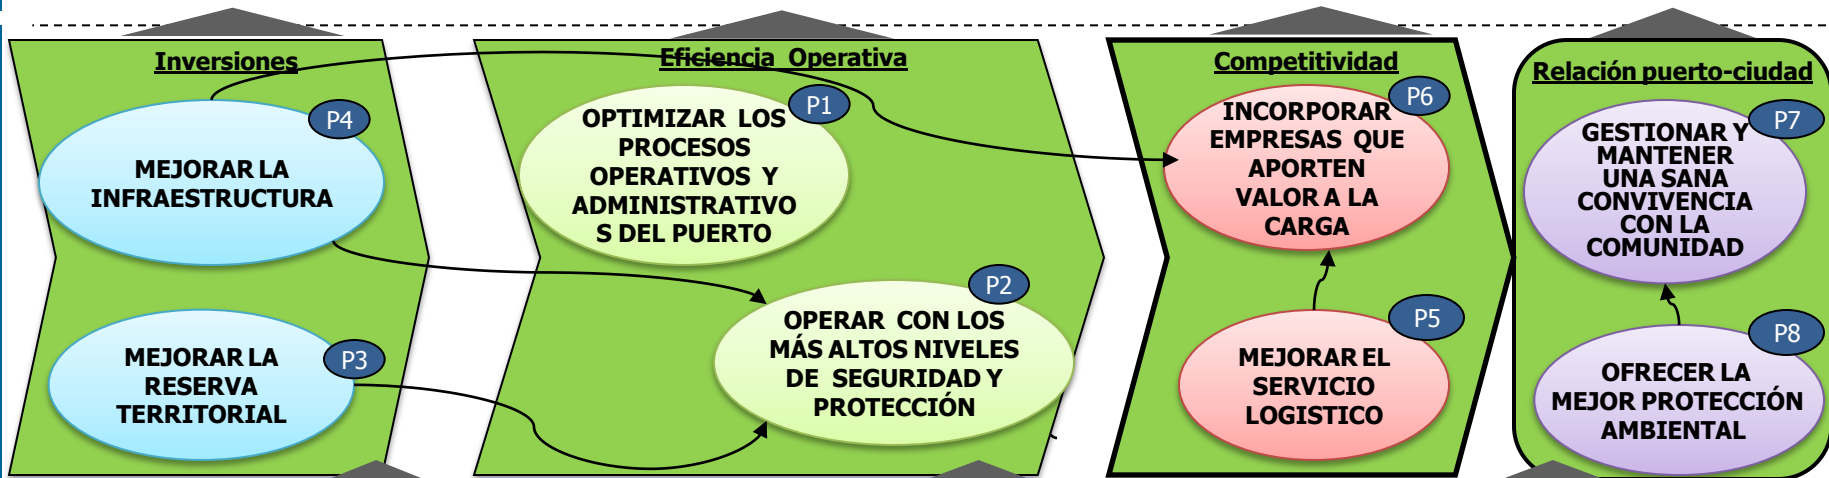 Inversiones
P4
MEJORAR LA
INFRAESTRUCTURA
P3
MEJORAR LA
RESERVA
TERRITORIAL
Eficiencia Operativa
P1
OPTIMIZAR LOS
PROCESOS
OPERATIVOS Y
ADMINISTRATIVO
S DEL PUERTO
P2
OPERAR CON LOS
MÁS ALTOS NIVELES
DE SEGURIDAD Y
PROTECCIÓN
Competitividad
P6
INCORPORAR
EMPRESAS QUE
APORTEN
VALOR A LA
CARGA
P5
MEJORAR EL
SERVICIO
LOGISTICO
Relación puerto-ciudad
P7
GESTIONAR Y
MANTENER
UNA SANA
CONVIVENCIA
CON LA
COMUNIDAD
P8
OFRECER LA
MEJOR PROTECCIÓN
AMBIENTAL